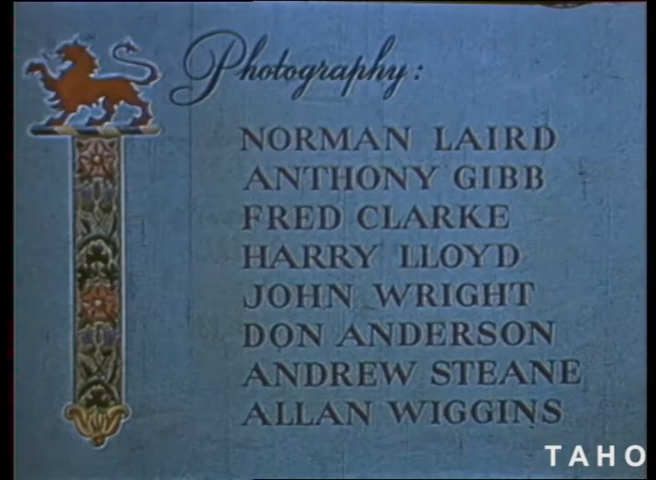 Photography:
NORMAN LAIRD
ANTHONY GIBB
FRED CLARKE
HARRY LLOYD
JOHN WRIGHT
DON ANDERSON
ANDREW STEANE
ALLAN WIGGINS
TAHO